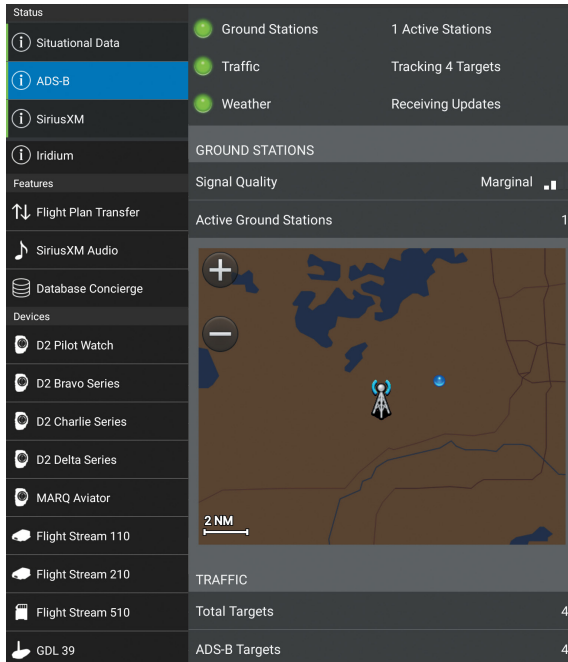 Status
Situational Data
ADS-B
SiriusXM
Iridium
Features
Flight Plan Transfer
SiriusXM Audio
Database Concierge
Devices
D2 Pilot Watch
D2 Bravo Series
D2 Charlie Series
D2 Delta Series
MARQ Aviator
Flight Stream 110
Flight Stream 210
Flight Stream 510
GDL 39
Ground Stations 1 Active Stations
Traffic Tracking 4 Targets
Weather Receiving Updates
GROUND STATIONS
Signal Quality Marginal
Active Ground Stations 1
2 NM
TRAFFIC
Total Targets 4
ADS-B Targets 4